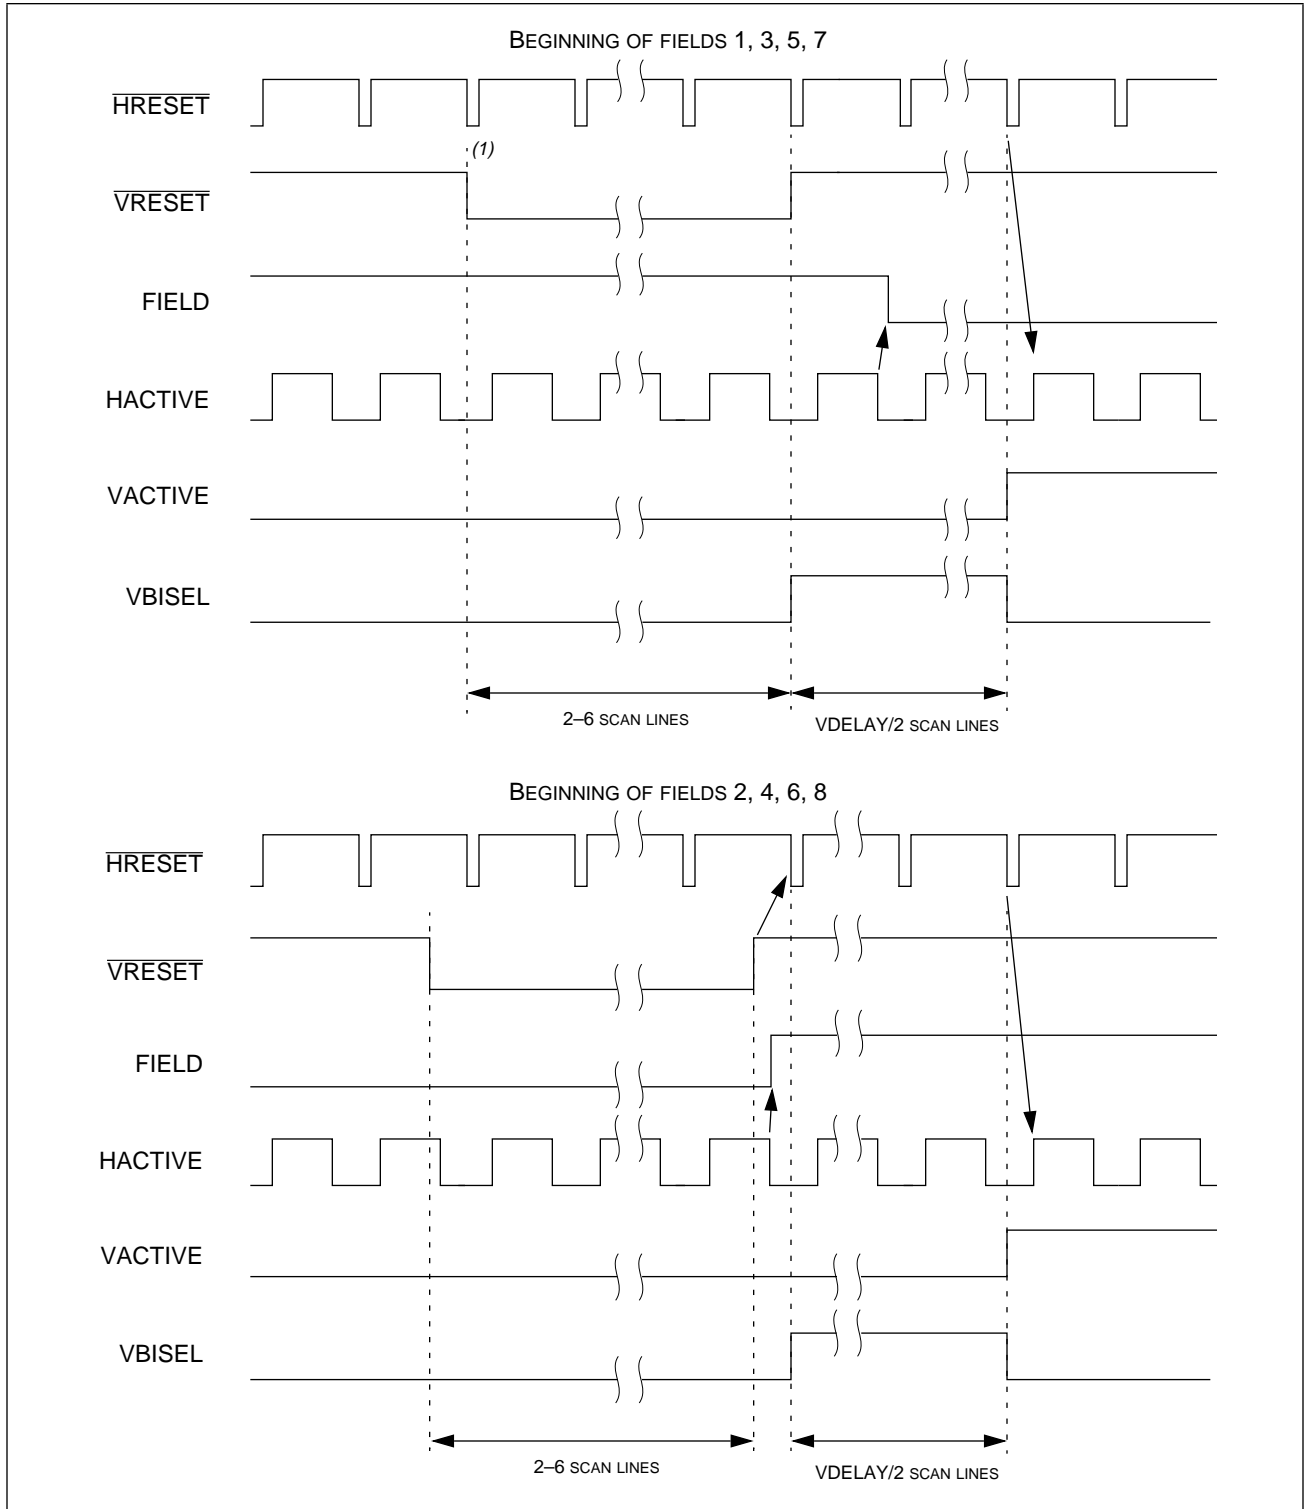 BEGINNING OF FIELDS 1, 3, 5, 7
HRESET
(1)
VRESET
FIELD
HACTIVE
VACTIVE
VBISEL
2–6 SCAN LINES
VDELAY/2 SCAN LINES
BEGINNING OF FIELDS 2, 4, 6, 8
HRESET
VRESET
FIELD
HACTIVE
VACTIVE
VBISEL
2–6 SCAN LINES
VDELAY/2 SCAN LINES